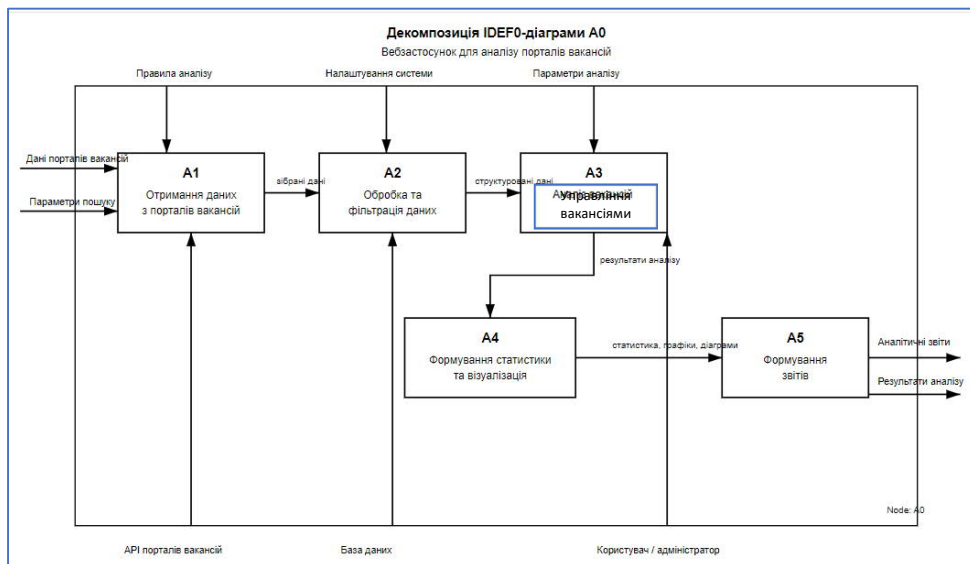 Декомпозиція IDEF0-діаграми A0
Вебзастосунок для аналізу порталів вакансій
Правила аналізу
Налаштування системи
Параметри аналізу
Дані порталів вакансій
Параметри пошуку
A1
Отримання даних
з порталів вакансій
зібрані дані
A2
Обробка та
фільтрація даних
структуровані дані
A3
Аналіз вакансій
Управління
вакансіями
результати аналізу
A4
Формування статистики
та візуалізація
статистика, графіки, діаграми
A5
Формування
звітів
Аналітичні звіти
Результати аналізу
Node: A0
API порталів вакансій
База даних
Користувач / адміністратор